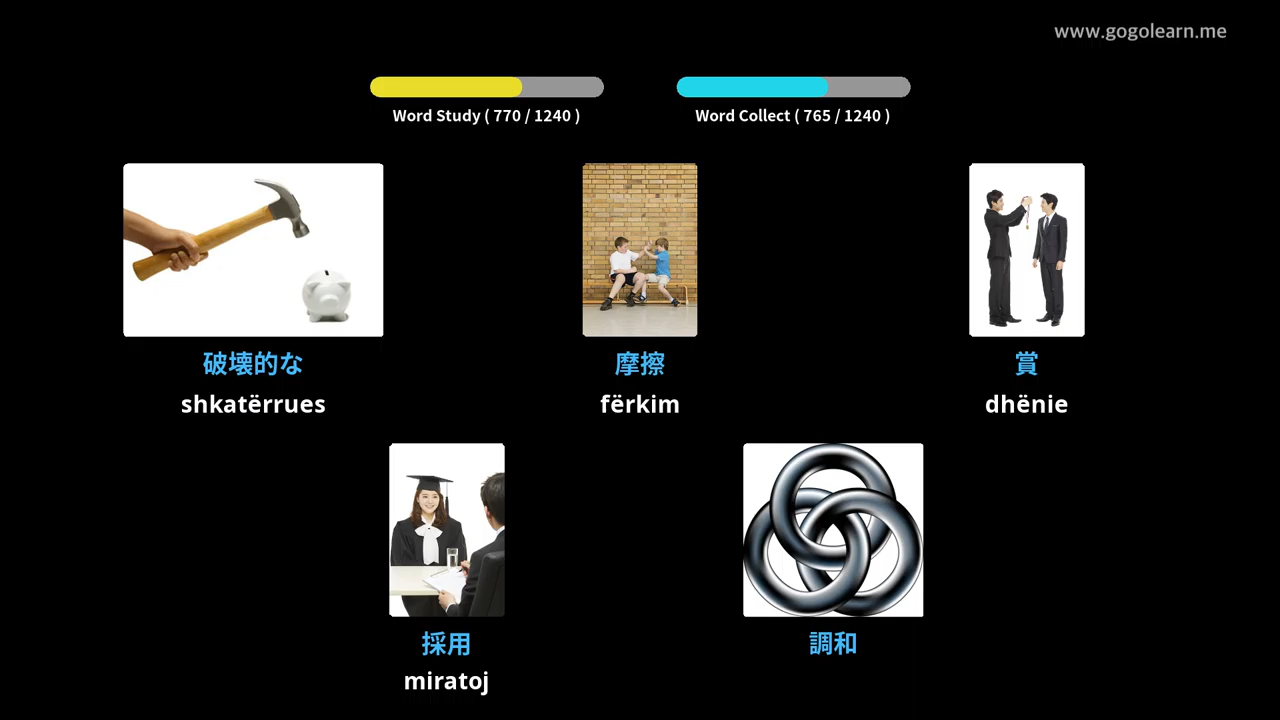 www.gogolearn.me
Word Study ( 770 / 1240 )
Word Collect ( 765 / 1240 )
破壊的な
shkatërrues
摩擦
fërkim
賞
dhënie
採用
miratoj
調和